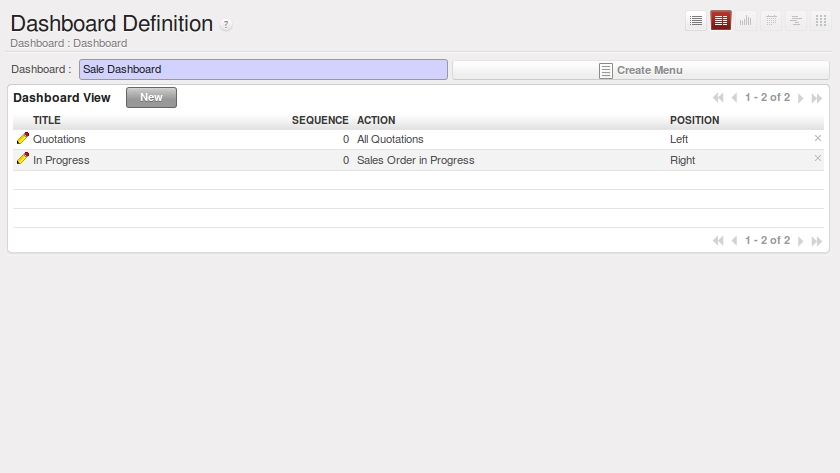 Dashboard Definition ?
Dashboard : Dashboard
Dashboard : Sale Dashboard Create Menu
Dashboard View New 1 - 2 of 2
TITLE SEQUENCE ACTION POSITION
Quotations 0 All Quotations Left
In Progress 0 Sales Order in Progress Right
1 - 2 of 2